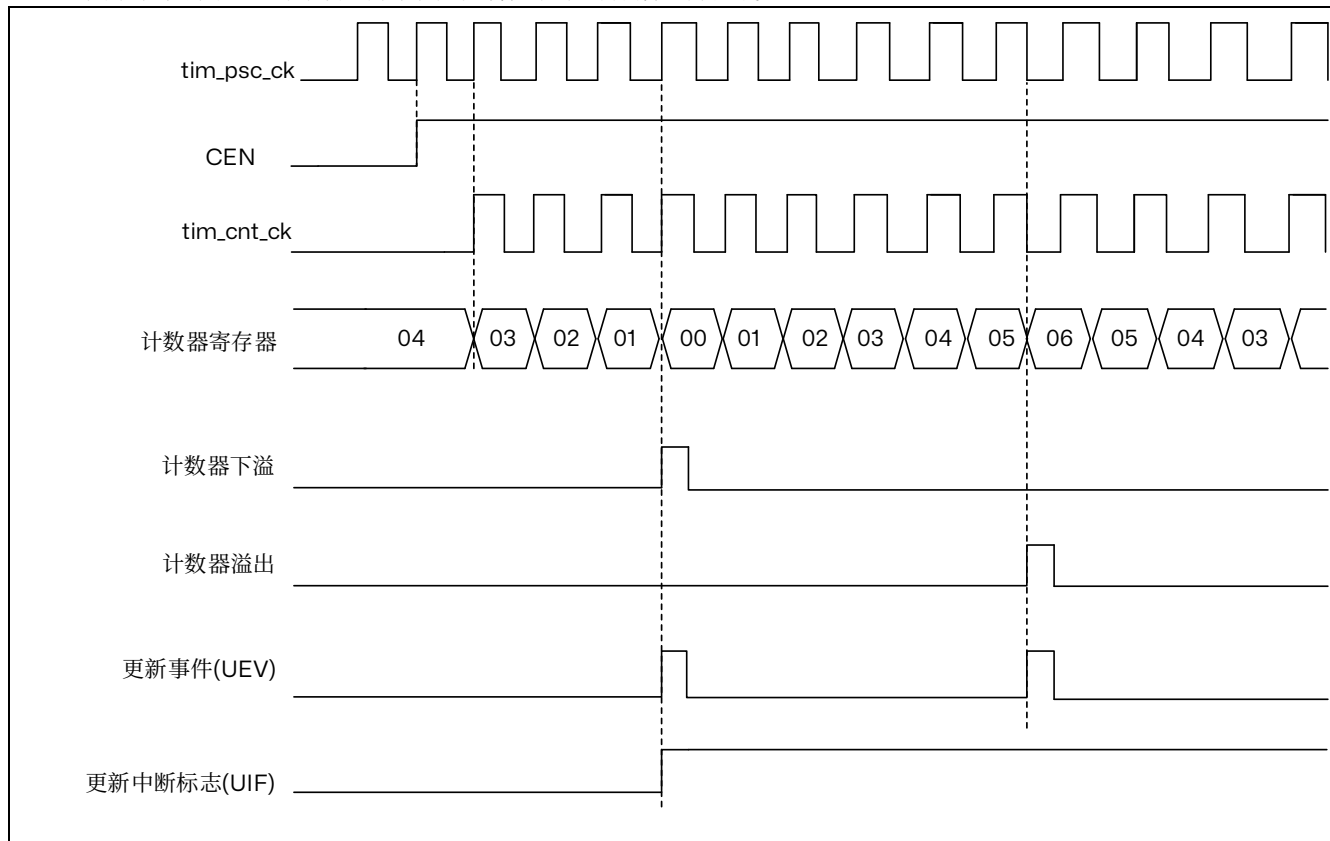 tim_psc_ck
CEN
tim_cnt_ck
计数器寄存器 04 03 02 01 00 01 02 03 04 05 06 05 04 03
计数器下溢
计数器溢出
更新事件(UEV)
更新中断标志(UIF)